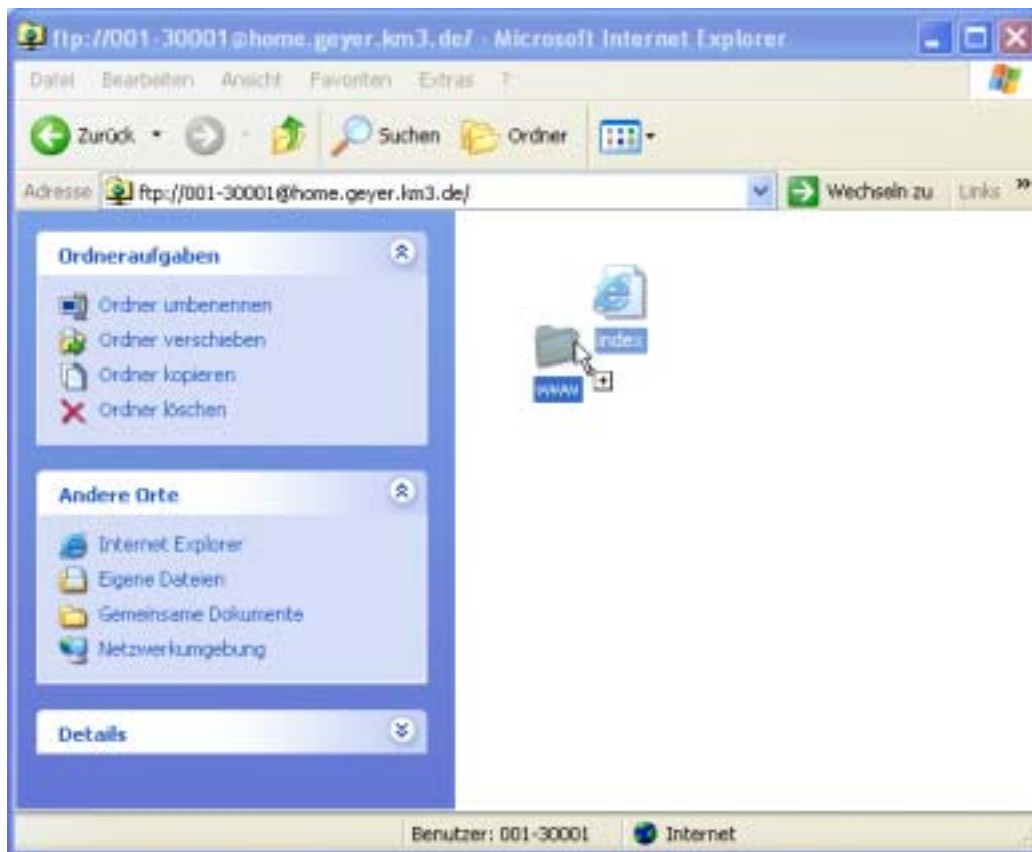 ftp://001-30001@home.geyer.km3.de/ - Microsoft Internet Explorer
Datei Bearbeiten Ansicht Favoriten Extras ?
Zurück Suchen Ordner
Adresse ftp://001-30001@home.geyer.km3.de/ Wechseln zu Links »
Ordneraufgaben
Ordner umbenennen
Ordner verschieben
Ordner kopieren
Ordner löschen
Andere Orte
Internet Explorer
Eigene Dateien
Gemeinsame Dokumente
Netzwerkumgebung
Details
index
www
Benutzer: 001-30001 Internet